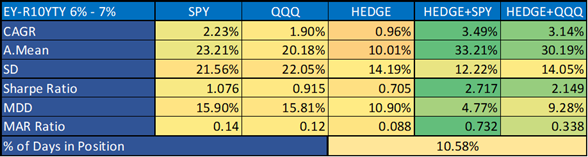 EY-R10YTY 6% - 7% SPY QQQ HEDGE HEDGE+SPY HEDGE+QQQ
CAGR 2.23% 1.90% 0.96% 3.49% 3.14%
A.Mean 23.21% 20.18% 10.01% 33.21% 30.19%
SD 21.56% 22.05% 14.19% 12.22% 14.05%
Sharpe Ratio 1.076 0.915 0.705 2.717 2.149
MDD 15.90% 15.81% 10.90% 4.77% 9.28%
MAR Ratio 0.14 0.12 0.088 0.732 0.338
% of Days in Position 10.58%